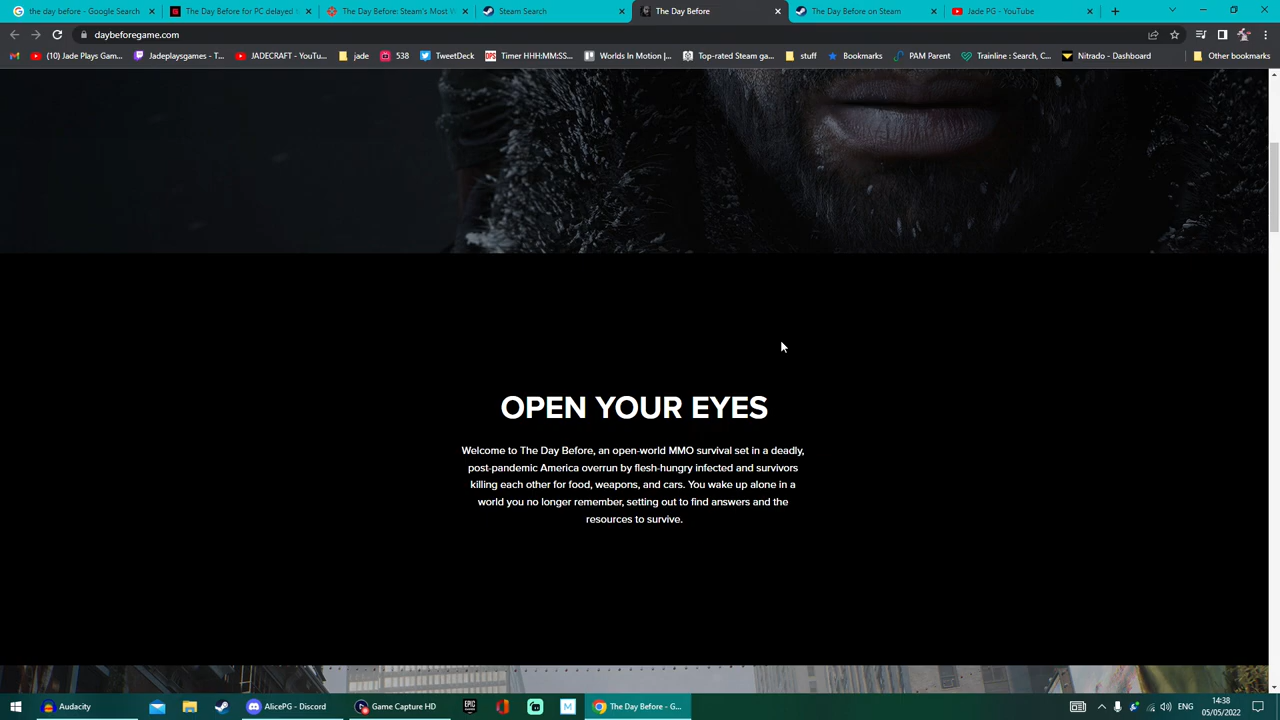 the day before - Google Search
The Day Before for PC delayed t
The Day Before: Steam's Most W
Steam Search
The Day Before
The Day Before on Steam
Jade PG - YouTube
daybeforegame.com
(10) Jade Plays Gam...
Jadeplaysgames - T...
JADECRAFT - YouTu...
jade
538
TweetDeck
OPS Timer HHH:MM:SS...
Worlds In Motion |...
Top-rated Steam ga...
stuff
Bookmarks
PAM Parent
Trainline : Search, C...
Nitrado - Dashboard
Other bookmarks
OPEN YOUR EYES
Welcome to The Day Before, an open-world MMO survival set in a deadly,
post-pandemic America overrun by flesh-hungry infected and survivors
killing each other for food, weapons, and cars. You wake up alone in a
world you no longer remember, setting out to find answers and the
resources to survive.
Audacity
AlicePG - Discord
Game Capture HD
EPIC
M
The Day Before - G...
ENG
14:38
05/05/2022